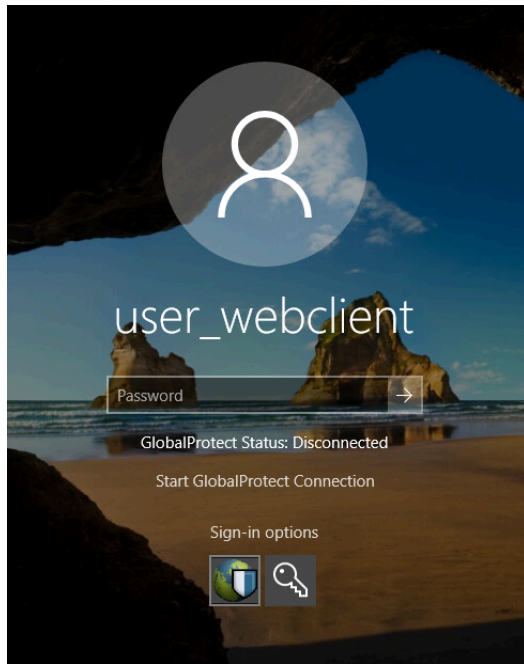 user_webclient
Password
GlobalProtect Status: Disconnected
Start GlobalProtect Connection
Sign-in options